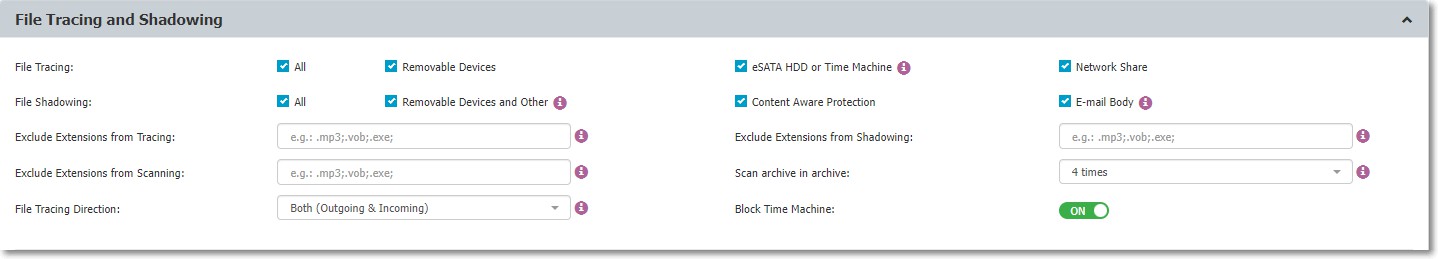 File Tracing and Shadowing
File Tracing: All Removable Devices eSATA HDD or Time Machine Network Share
File Shadowing: All Removable Devices and Other Content Aware Protection E-mail Body
Exclude Extensions from Tracing: e.g.: .mp3;.vob;.exe; Exclude Extensions from Shadowing: e.g.: .mp3;.vob;.exe;
Exclude Extensions from Scanning: e.g.: .mp3;.vob;.exe; Scan archive in archive: 4 times
File Tracing Direction: Both (Outgoing & Incoming) Block Time Machine: ON